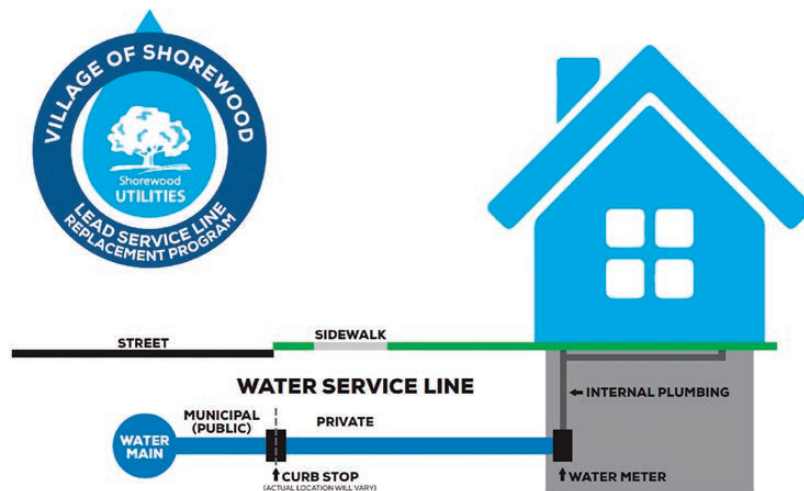 VILLAGE OF SHOREWOOD
Shorewood
UTILITIES
LEAD SERVICE LINE
REPLACEMENT PROGRAM
STREET
SIDEWALK
WATER SERVICE LINE
INTERNAL PLUMBING
MUNICIPAL
(PUBLIC)
PRIVATE
WATER
MAIN
CURB STOP
(ACTUAL LOCATION WILL VARY)
WATER METER